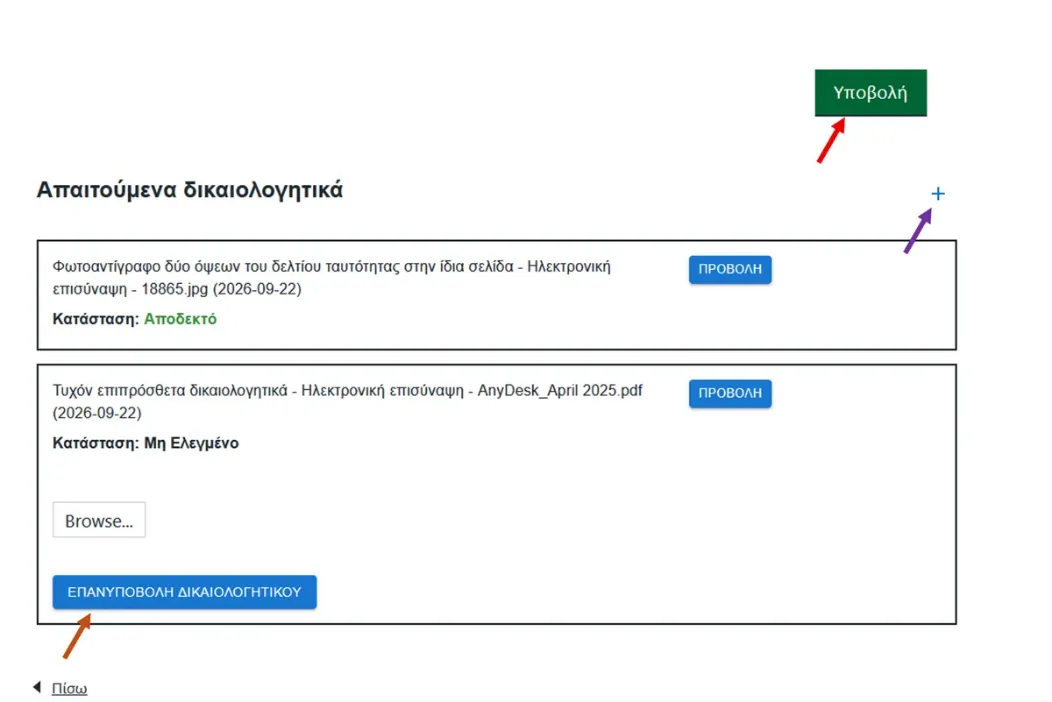 Υποβολή
Απαιτούμενα δικαιολογητικά
+
Φωτοαντίγραφο δύο όψεων του δελτίου ταυτότητας στην ίδια σελίδα - Ηλεκτρονική
επισύναψη - 18865.jpg (2026-09-22)
ΠΡΟΒΟΛΗ
Κατάσταση: Αποδεκτό
Τυχόν επιπρόσθετα δικαιολογητικά - Ηλεκτρονική επισύναψη - AnyDesk_April 2025.pdf
(2026-09-22)
ΠΡΟΒΟΛΗ
Κατάσταση: Μη Ελεγμένο
Browse...
ΕΠΑΝΥΠΟΒΟΛΗ ΔΙΚΑΙΟΛΟΓΗΤΙΚΟΥ
Πίσω